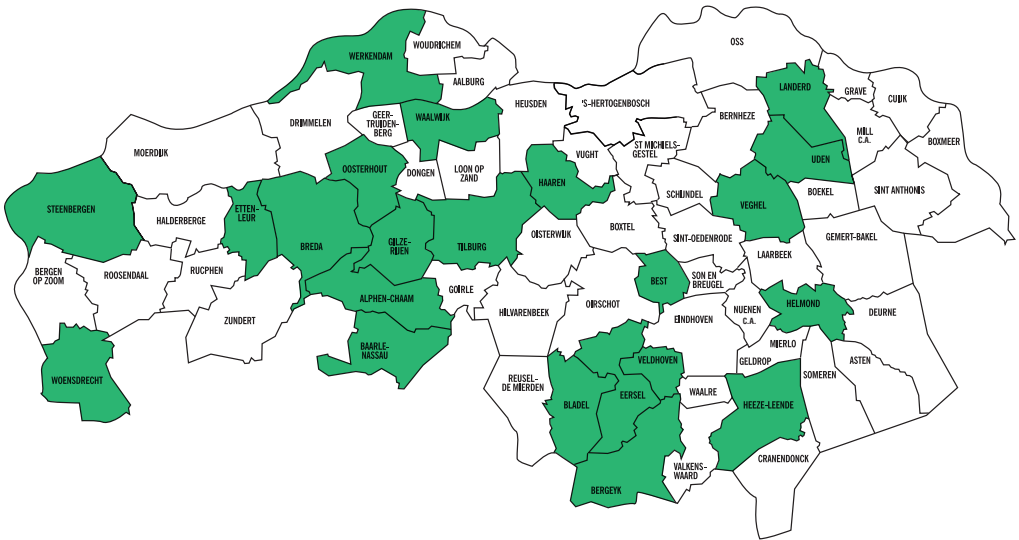 WOUDRICHEM
OSS
WERKENDAM
AALBURG
LANDERD
GRAVE
CUIJK
HEUSDEN
'S-HERTOGENBOSCH
GEER-
TRUIDEN-
BERG
WAALWIJK
BERNHEZE
DRIMMELEN
MILL
C.A.
BOXMEER
MOERDIJK
ST MICHIELS-
GESTEL
VUGHT
UDEN
OOSTERHOUT
DONGEN
LOON OP
ZAND
HAAREN
SCHIJNDEL
BOEKEL
SINT ANTHONIS
STEENBERGEN
HALDERBERGE
ETTEN-
LEUR
VEGHEL
BREDA
GILZE-
RIJEN
TILBURG
OISTERWIJK
BOXTEL
SINT-OEDENRODE
GEMERT-BAKEL
LAARBEEK
BERGEN
OP ZOOM
ROOSENDAAL
RUCPHEN
BEST
SON EN
BREUGEL
ALPHEN-CHAAM
GOIRLE
OIRSCHOT
HELMOND
HILVARENBEEK
NUENEN
C.A.
DEURNE
ZUNDERT
EINDHOVEN
BAARLE-
NASSAU
MIERLO
VELDHOVEN
GELDROP
ASTEN
WOENSDRECHT
REUSEL-
DE MIERDEN
SOMEREN
WAALRE
EERSEL
BLADEL
HEEZE-LEENDE
CRANENDONCK
VALKENS-
WAARD
BERGEYK